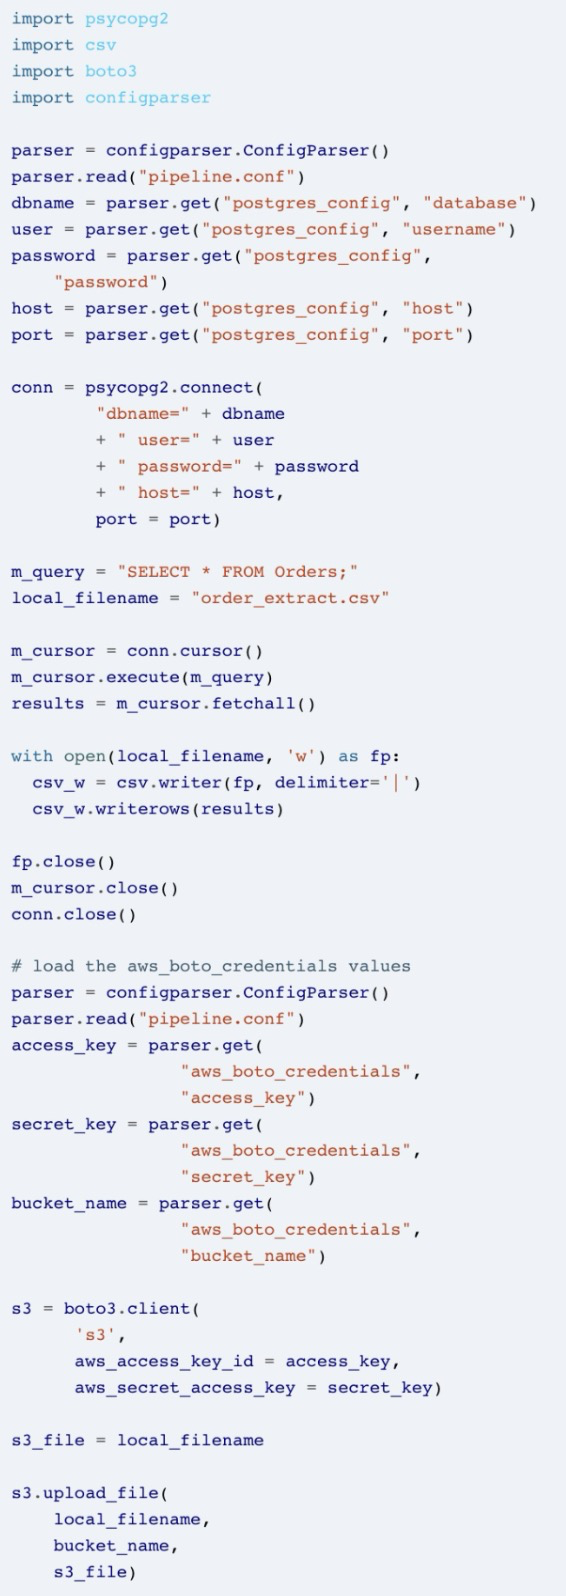 import psycopg2
import csv
import boto3
import configparser

parser = configparser.ConfigParser()
parser.read("pipeline.conf")
dbname = parser.get("postgres_config", "database")
user = parser.get("postgres_config", "username")
password = parser.get("postgres_config",
    "password")
host = parser.get("postgres_config", "host")
port = parser.get("postgres_config", "port")

conn = psycopg2.connect(
        "dbname=" + dbname
        + " user=" + user
        + " password=" + password
        + " host=" + host,
        port = port)

m_query = "SELECT * FROM Orders;"
local_filename = "order_extract.csv"

m_cursor = conn.cursor()
m_cursor.execute(m_query)
results = m_cursor.fetchall()

with open(local_filename, 'w') as fp:
  csv_w = csv.writer(fp, delimiter='|')
  csv_w.writerows(results)

fp.close()
m_cursor.close()
conn.close()

# load the aws_boto_credentials values
parser = configparser.ConfigParser()
parser.read("pipeline.conf")
access_key = parser.get(
                "aws_boto_credentials",
                "access_key")
secret_key = parser.get(
                "aws_boto_credentials",
                "secret_key")
bucket_name = parser.get(
                "aws_boto_credentials",
                "bucket_name")

s3 = boto3.client(
      's3',
      aws_access_key_id = access_key,
      aws_secret_access_key = secret_key)

s3_file = local_filename

s3.upload_file(
    local_filename,
    bucket_name,
    s3_file)